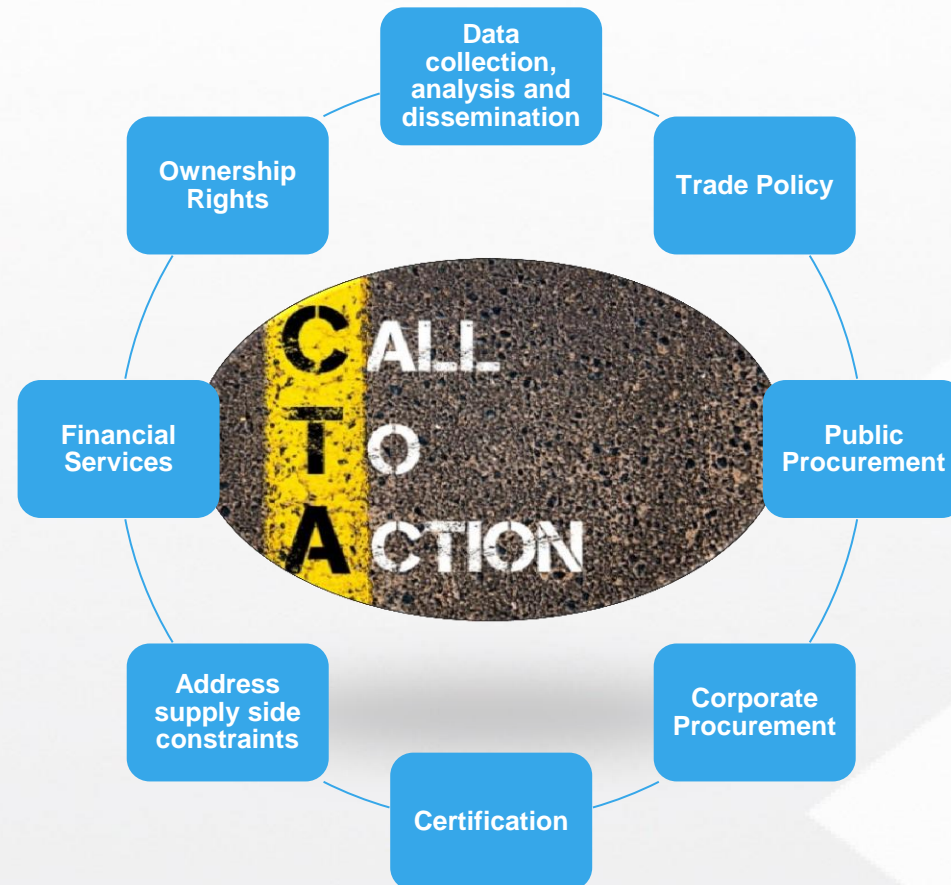 Data
collection,
analysis and
dissemination
Trade Policy
Public
Procurement
Corporate
Procurement
Certification
Address
supply side
constraints
Financial
Services
Ownership
Rights
CALL
TO
ACTION